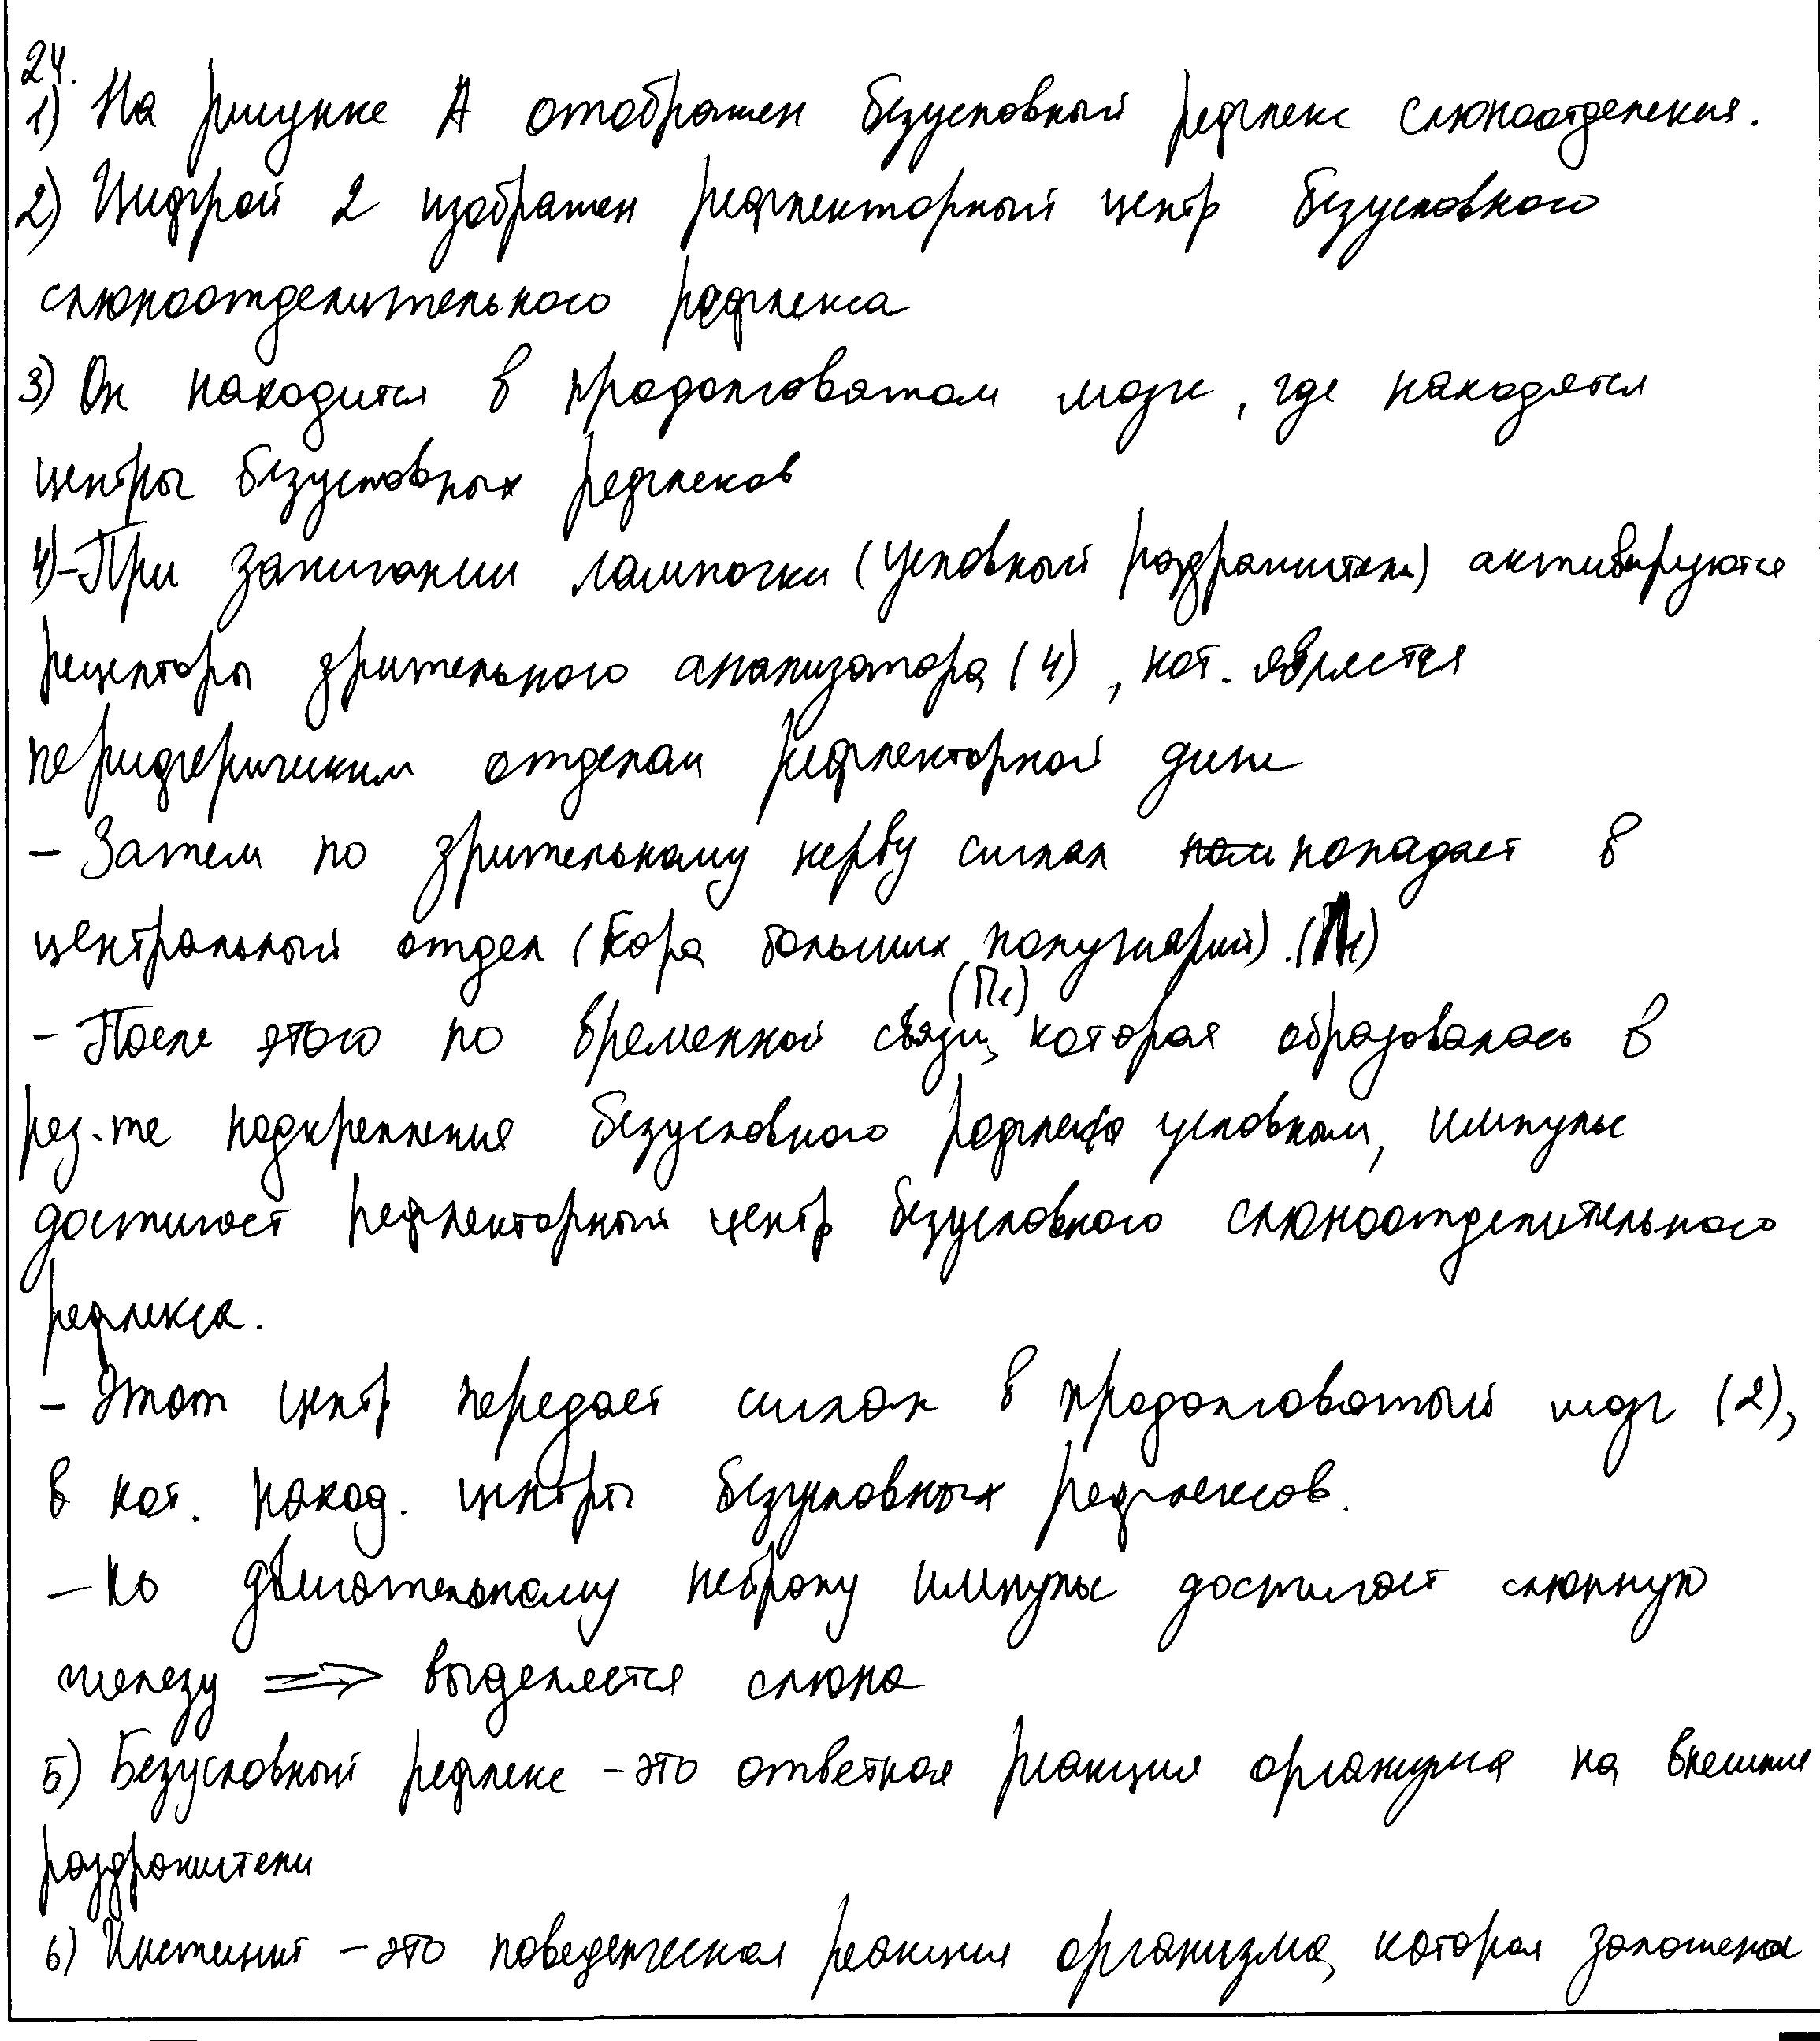 24.
1) На рисунке А отображен безусловный рефлекс слюноотделения.
2) Цифрой 2 изображен рефлекторный центр безусловного
слюноотделительного рефлекса
3) Он находится в продолговатом мозге, где находятся
центры безусловных рефлексов
4) - При зажигании лампочки (условный раздражитель) активируются
рецепторы зрительного анализатора (4), кот. является
периферическим отделом рефлекторной дуги
- Затем по зрительному нерву сигнал попадает в
центральный отдел (кора больших полушарий).
(П1)
- После этого по временной связи, которая образовалась в
рез-те подкрепления безусловного рефлекса условным, импульс
достигает рефлекторный центр безусловного слюноотделительного
рефлекса.
- Этот центр передает сигнал в продолговатый мозг (2),
в кот. наход. центры безусловных рефлексов.
- По двигательному нейрону импульс достигает слюнную
железу ⇒ выделяется слюна
5) Безусловный рефлекс - это ответная реакция организма на внешние
раздражители
6) Инстинкт - это поведенческая реакция организма, которая заложена